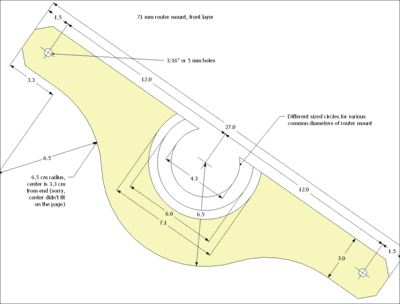 71 mm router mount, front layer
1.5
3/16" or 5 mm holes
3.3
12.0
27.0
Different sized circles for various
common diameters of router mount
6.5
6.5 cm radius,
center is 3.3 cm
from end (sorry,
center didn't fit
on the page)
4.3
12.0
6.0
6.5
7.1
3.0
1.5